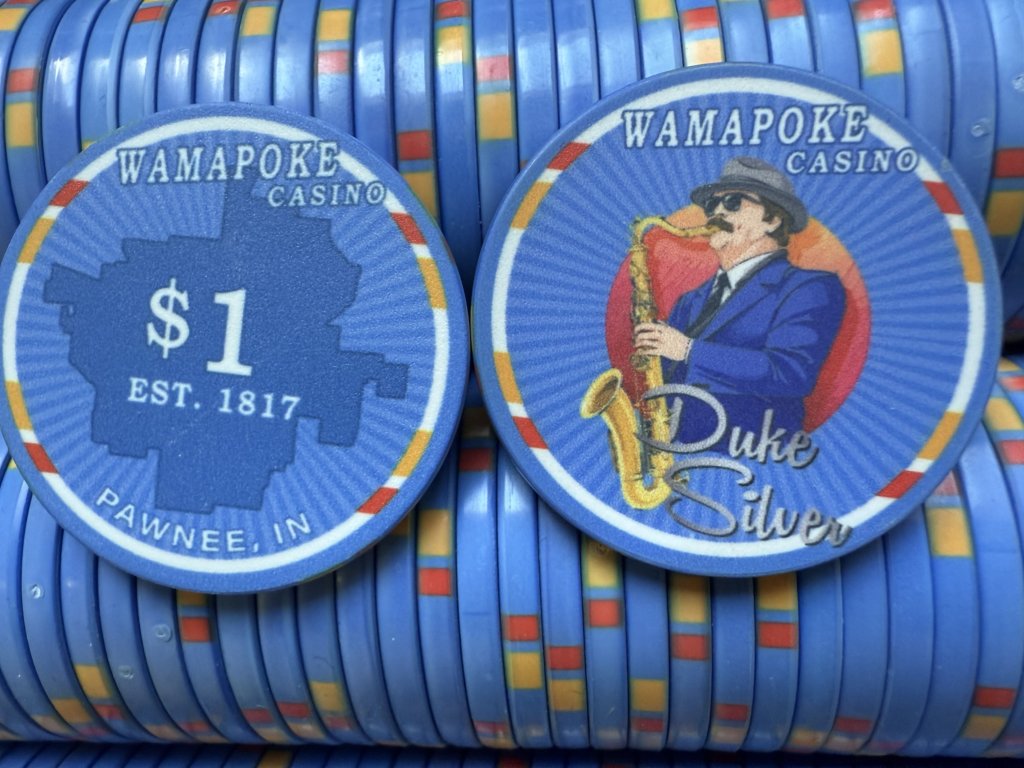 WAMAPOKE
CASINO
$1
EST. 1817
PAWNEE, IN
WAMAPOKE
CASINO
Duke
Silver